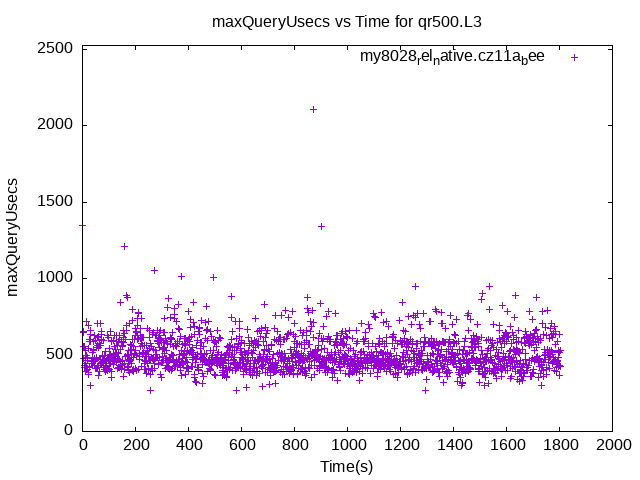 maxQueryUsecs vs Time for qr500.L3
my8028relnative.cz11abee
2500
2000
1500
1000
500
0
maxQueryUsecs
0 200 400 600 800 1000 1200 1400 1600 1800 2000
Time(s)